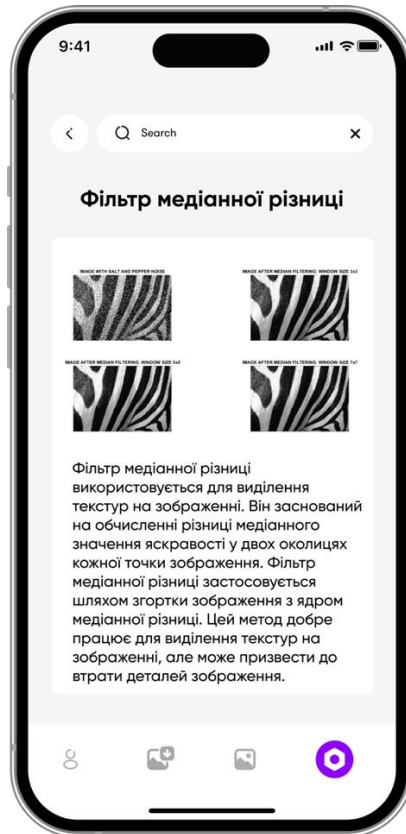 9:41
Search
Фільтр медіанної різниці
IMAGE WITH SALT AND PEPPER NOISE
IMAGE AFTER MEDIAN FILTERING, WINDOW SIZE 3x3
IMAGE AFTER MEDIAN FILTERING, WINDOW SIZE 5x5
IMAGE AFTER MEDIAN FILTERING, WINDOW SIZE 7x7
Фільтр медіанної різниці
використовується для виділення
текстур на зображенні. Він заснований
на обчисленні різниці медіанного
значення яскравості у двох околицях
кожної точки зображення. Фільтр
медіанної різниці застосовується
шляхом згортки зображення з ядром
медіанної різниці. Цей метод добре
працює для виділення текстур на
зображенні, але може призвести до
втрати деталей зображення.